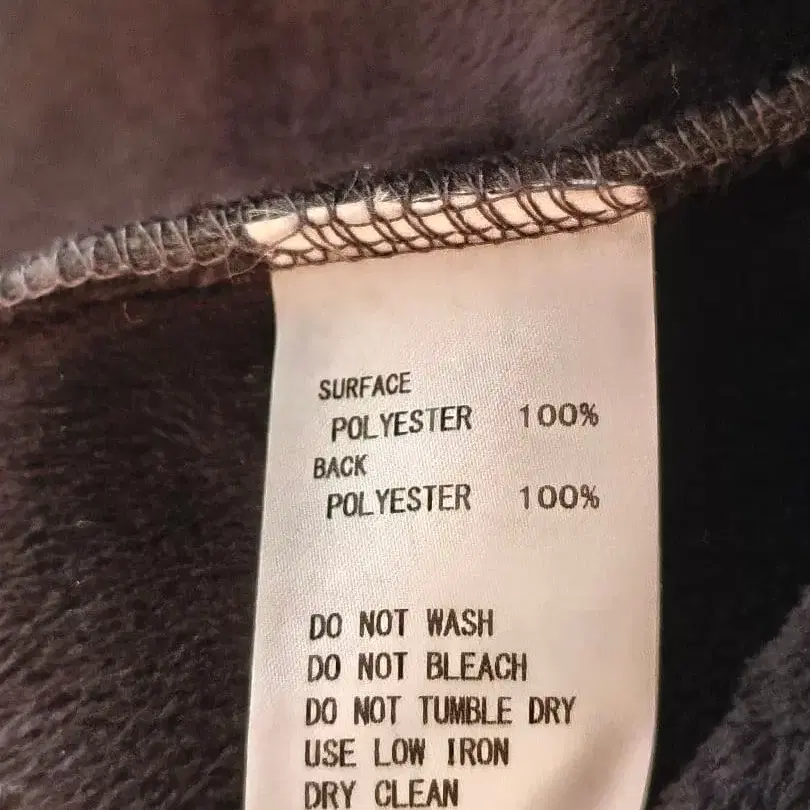 SURFACE
POLYESTER 100%
BACK
POLYESTER 100%
DO NOT WASH
DO NOT BLEACH
DO NOT TUMBLE DRY
USE LOW IRON
DRY CLEAN